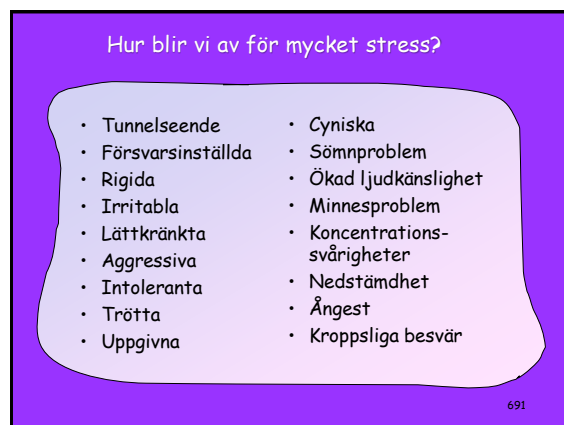 Hur blir vi av för mycket stress?
• Tunnelseende
• Försvarsinställda
• Rigida
• Irritabla
• Lättkränkta
• Aggressiva
• Intoleranta
• Trötta
• Uppgivna
• Cyniska
• Sömnproblem
• Ökad ljudkänslighet
• Minnesproblem
• Koncentrations-
svårigheter
• Nedstämdhet
• Ångest
• Kroppsliga besvär
691